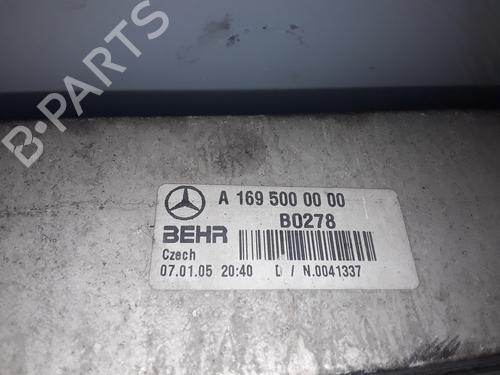 B-PARTS
A 169 500 00 00
B0278
BEHR
Czech
07.01.05 20:40 D / N.0041337